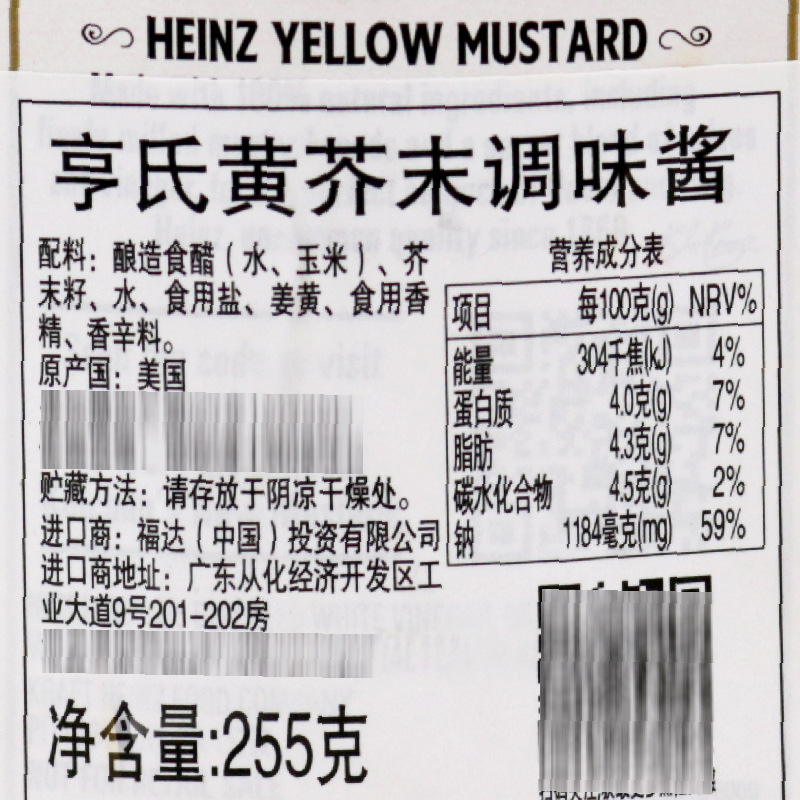 HEINZ YELLOW MUSTARD
亨氏黄芥末调味酱
配料：酿造食醋（水、玉米）、芥
末籽、水、食用盐、姜黄、食用香
精、香辛料。
原产国：美国
贮藏方法：请存放于阴凉干燥处。
进口商：福达（中国）投资有限公司
进口商地址：广东从化经济开发区工
业大道9号201-202房
净含量:255克
营养成分表
项目 每100克(g) NRV%
能量 304千焦(kJ) 4%
蛋白质 4.0克(g) 7%
脂肪 4.3克(g) 7%
碳水化合物 4.5克(g) 2%
钠 1184毫克(mg) 59%